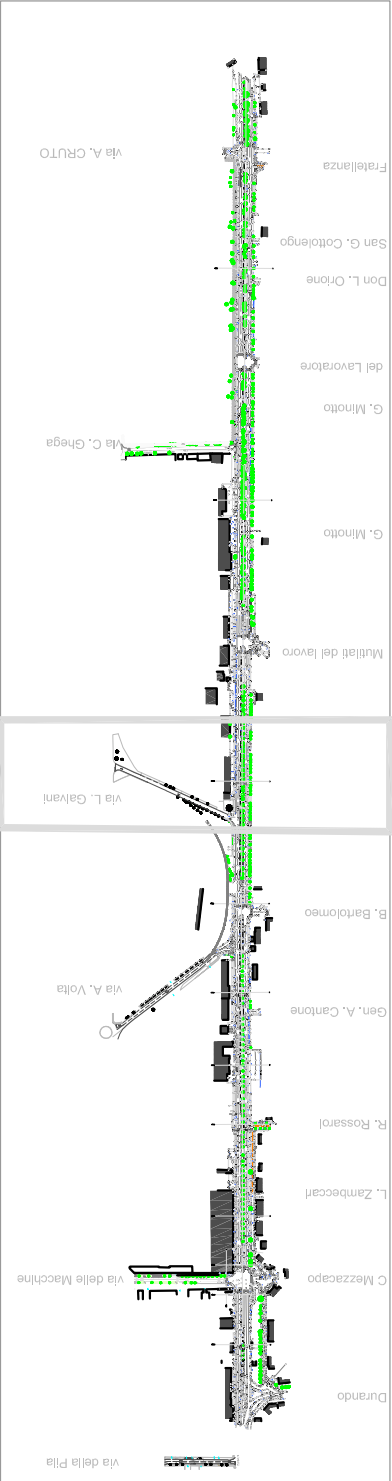 via della Pila
Durando
C Mezzacapo
via delle Macchine
L. Zambeccari
R. Rossarol
Gen. A. Cantone
via A. Volta
B. Bartolomeo
via L. Galvani
Mutilati del lavoro
G. Minotto
via C. Ghega
G. Minotto
del Lavoratore
Don L. Orione
San G. Cottolengo
Fratellanza
via A. CRUTO